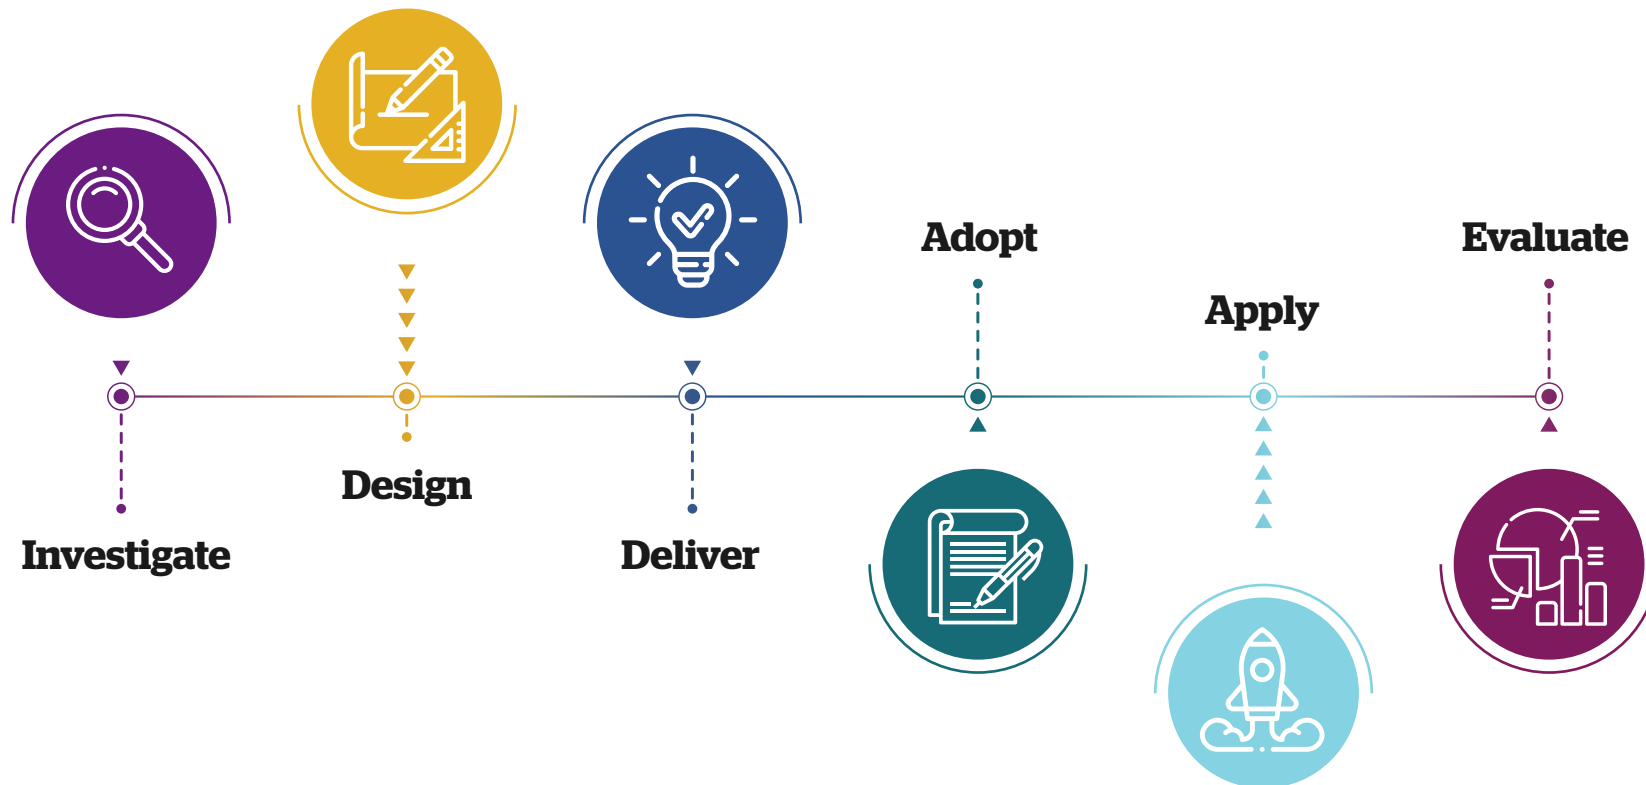 Investigate
Design
Deliver
Adopt
Apply
Evaluate